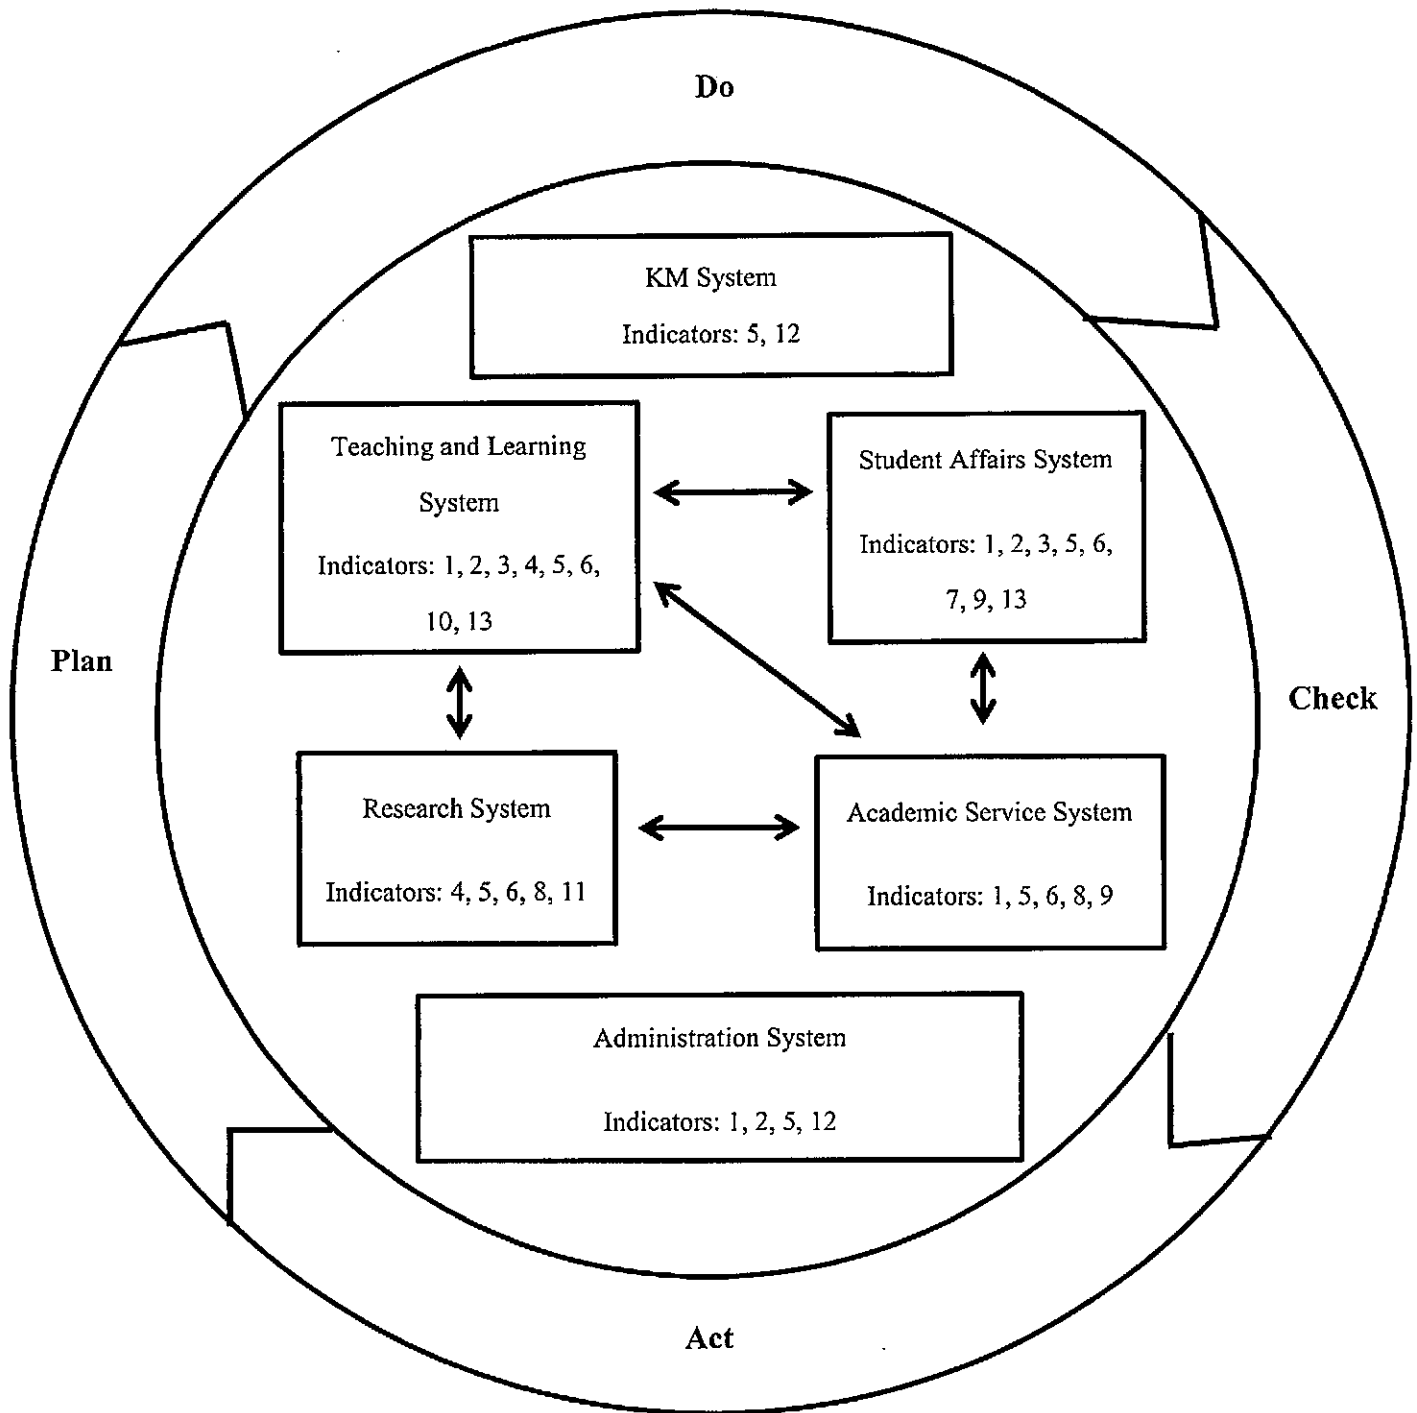 Do
KM System
Indicators: 5, 12
Teaching and Learning
System
Indicators: 1, 2, 3, 4, 5, 6,
10, 13
Student Affairs System
Indicators: 1, 2, 3, 5, 6,
7, 9, 13
Plan
Check
Research System
Indicators: 4, 5, 6, 8, 11
Academic Service System
Indicators: 1, 5, 6, 8, 9
Administration System
Indicators: 1, 2, 5, 12
Act